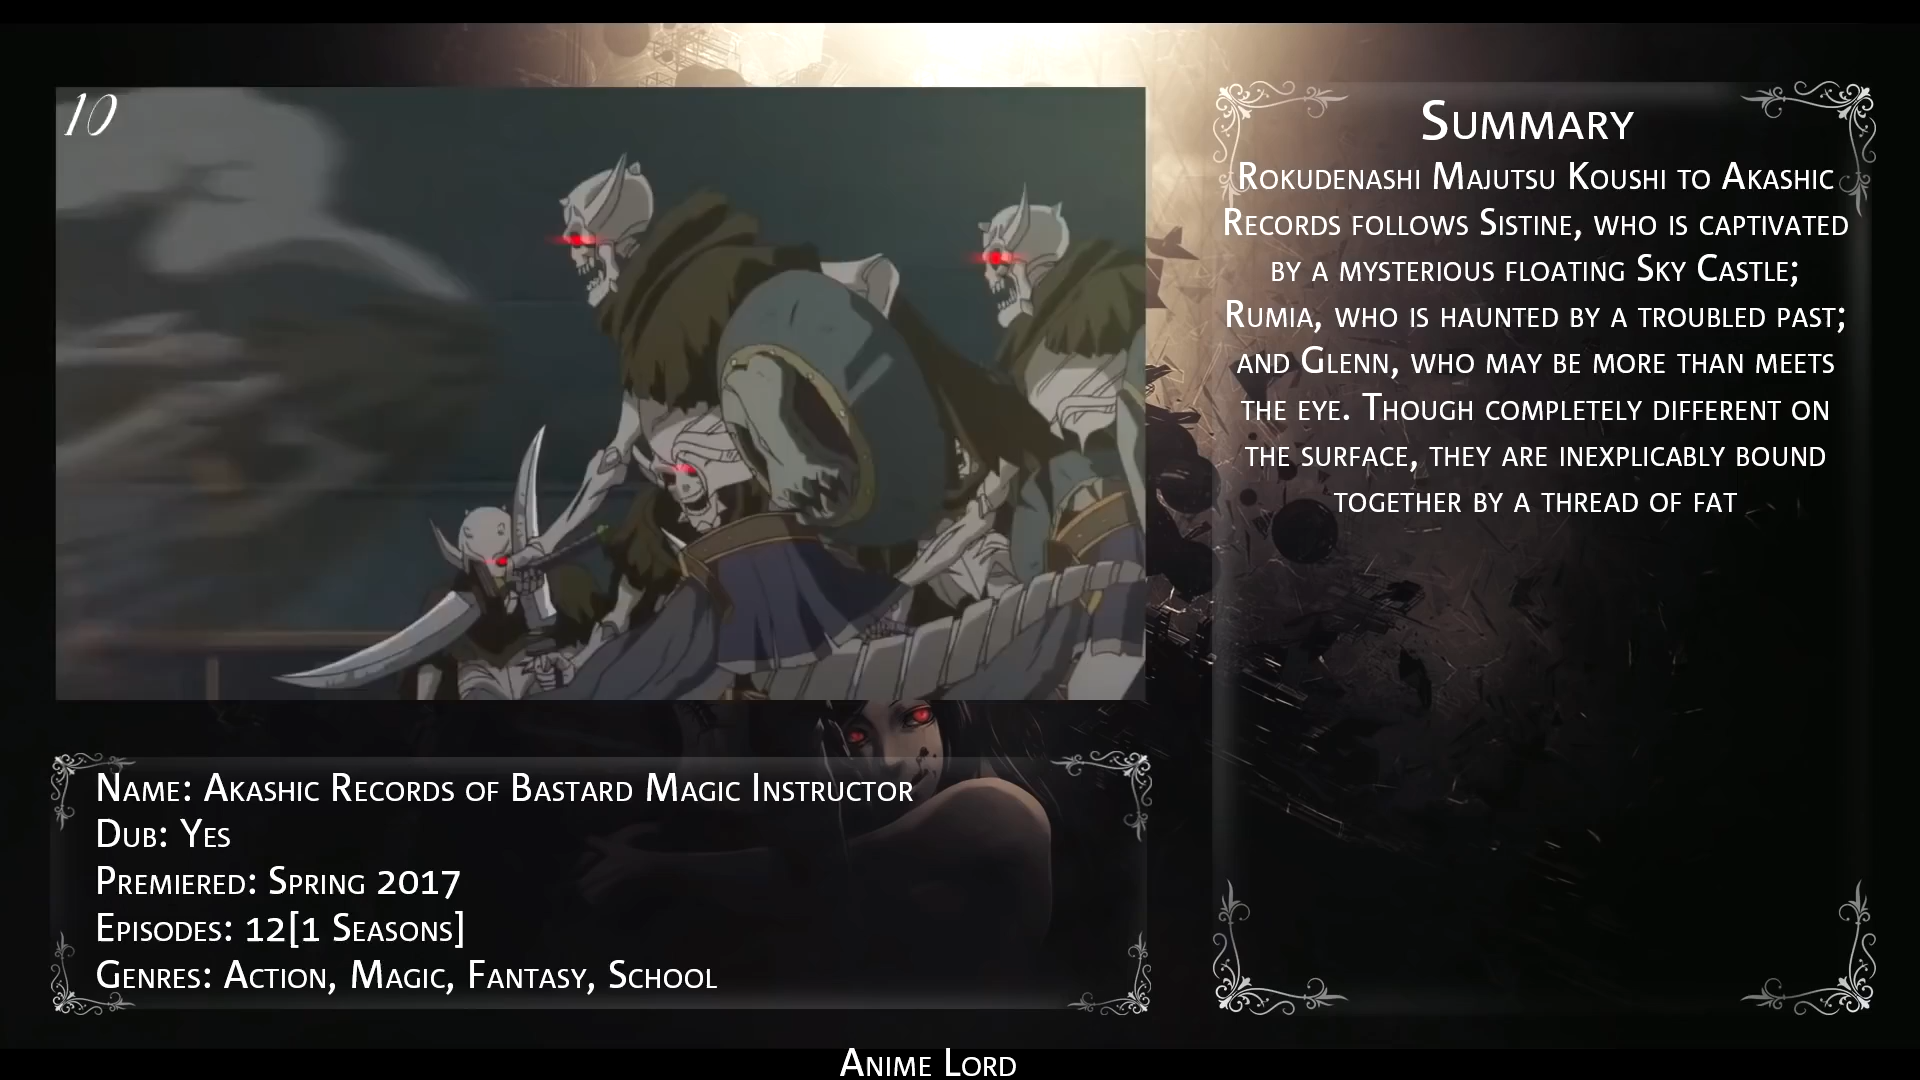 10
Summary
Rokudenashi Majutsu Koushi to Akashic
Records follows Sistine, who is captivated
by a mysterious floating Sky Castle;
Rumia, who is haunted by a troubled past;
and Glenn, who may be more than meets
the eye. Though completely different on
the surface, they are inexplicably bound
together by a thread of fat
Name: Akashic Records of Bastard Magic Instructor
Dub: Yes
Premiered: Spring 2017
Episodes: 12[1 Seasons]
Genres: Action, Magic, Fantasy, School
Anime Lord